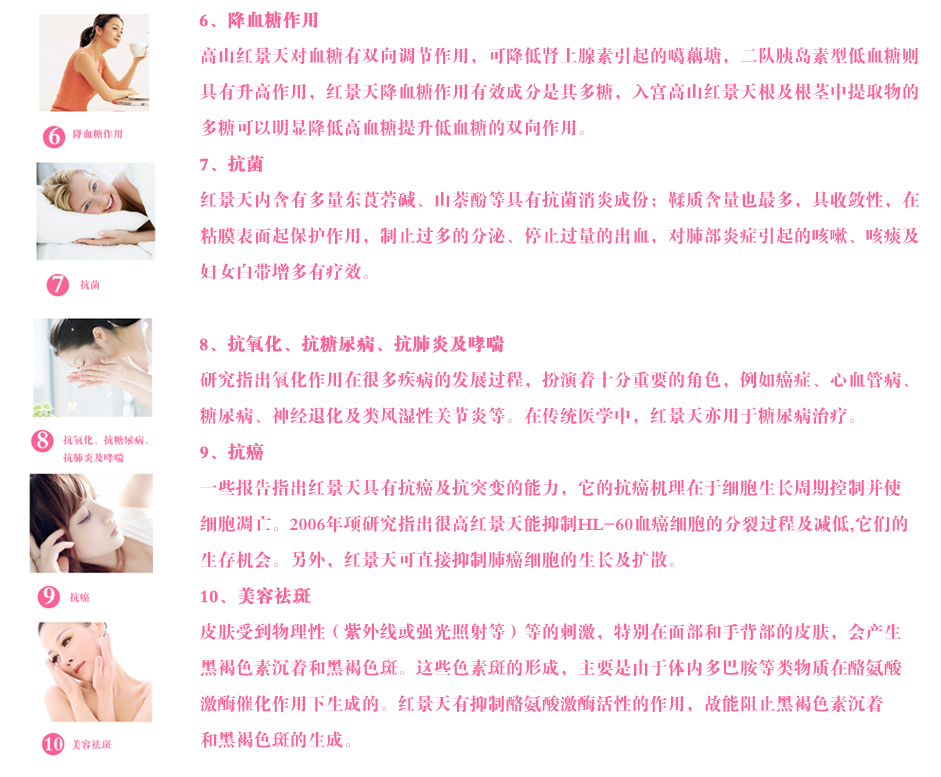 6、降血糖作用
高山红景天对血糖有双向调节作用，可降低肾上腺素引起的噶藕塘，二队胰岛素型低血糖则
具有升高作用，红景天降血糖作用有效成分是其多糖，入宫高山红景天根及根茎中提取物的
多糖可以明显降低高血糖提升低血糖的双向作用。
6 降血糖作用
7、抗菌
红景天内含有多量东莨菪碱、山萘酚等具有抗菌消炎成份；鞣质含量也最多，具收敛性，在
粘膜表面起保护作用，制止过多的分泌、停止过量的出血，对肺部炎症引起的咳嗽、咳痰及
妇女白带增多有疗效。
7 抗菌
8、抗氧化、抗糖尿病、抗肺炎及哮喘
研究指出氧化作用在很多疾病的发展过程，扮演着十分重要的角色，例如癌症、心血管病、
糖尿病、神经退化及类风湿性关节炎等。在传统医学中，红景天亦用于糖尿病治疗。
8 抗氧化、抗糖尿病、
抗肺炎及哮喘
9、抗癌
一些报告指出红景天具有抗癌及抗突变的能力，它的抗癌机理在于细胞生长周期控制并使
细胞凋亡。2006年项研究指出很高红景天能抑制HL-60血癌细胞的分裂过程及减低,它们的
生存机会。另外，红景天可直接抑制肺癌细胞的生长及扩散。
9 抗癌
10、美容祛斑
皮肤受到物理性（紫外线或强光照射等）等的刺激，特别在面部和手背部的皮肤，会产生
黑褐色素沉着和黑褐色斑。这些色素斑的形成，主要是由于体内多巴胺等类物质在酪氨酸
激酶催化作用下生成的。红景天有抑制酪氨酸激酶活性的作用，故能阻止黑褐色素沉着
和黑褐色斑的生成。
10 美容祛斑